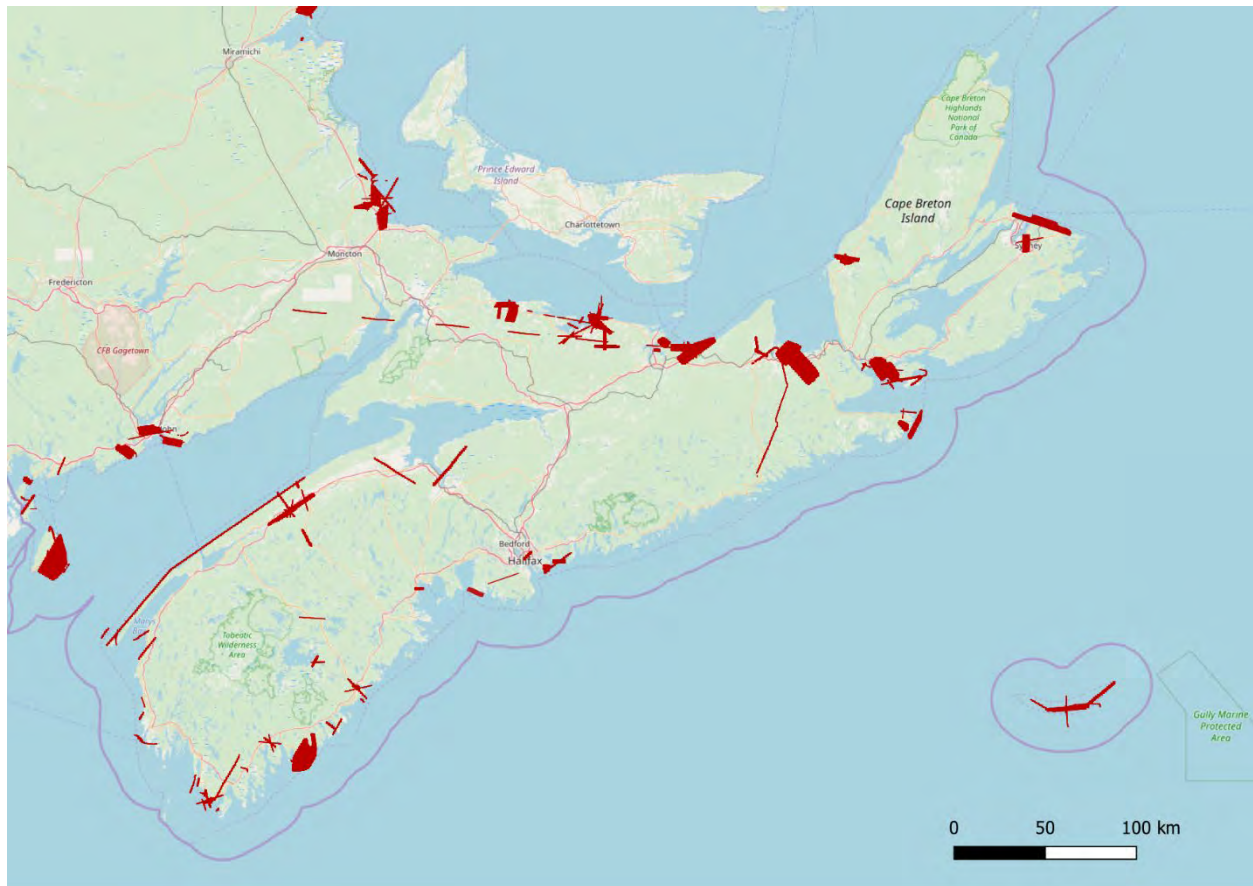 Miramichi
Cape Breton
Highlands
National
Park of
Canada
Prince Edward
Island
Cape Breton
Island
Charlottetown
Moncton
Sydney
Fredericton
CFB Gagetown
Bedford
Halifax
Tobeatic
Wilderness
Area
Gully Marine
Protected
Area
0 50 100 km